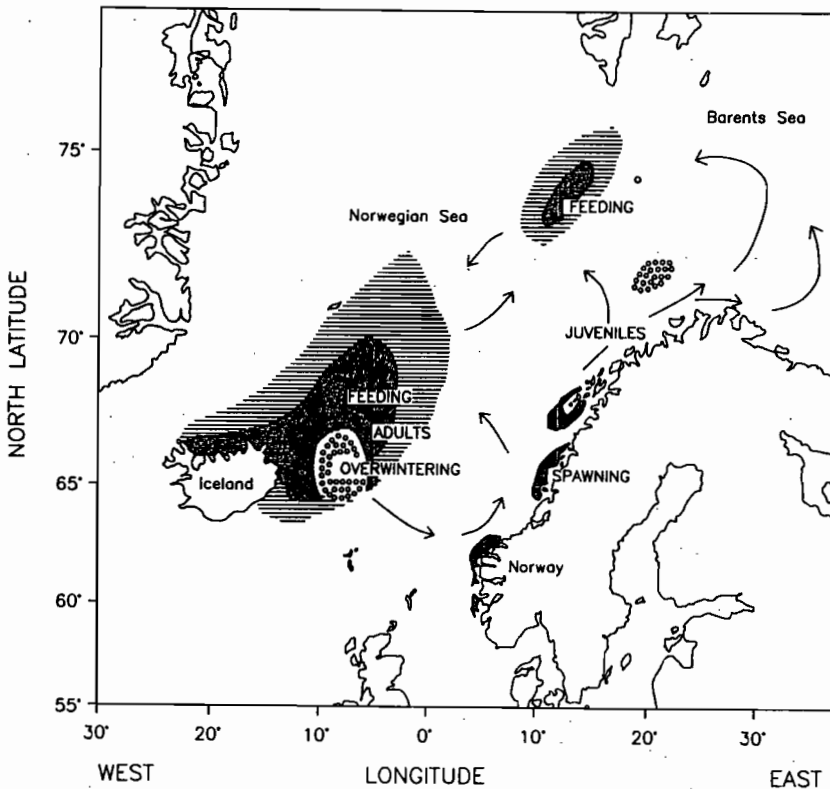 Barents Sea
75°
FEEDING
Norwegian Sea
NORTH LATITUDE
70°
JUVENILES
FEEDING
ADULTS
OVERWINTERING
SPAWNING
Iceland
65°
Norway
60°
55°
30° 20° 10° 0° 10° 20° 30°
WEST LONGITUDE EAST